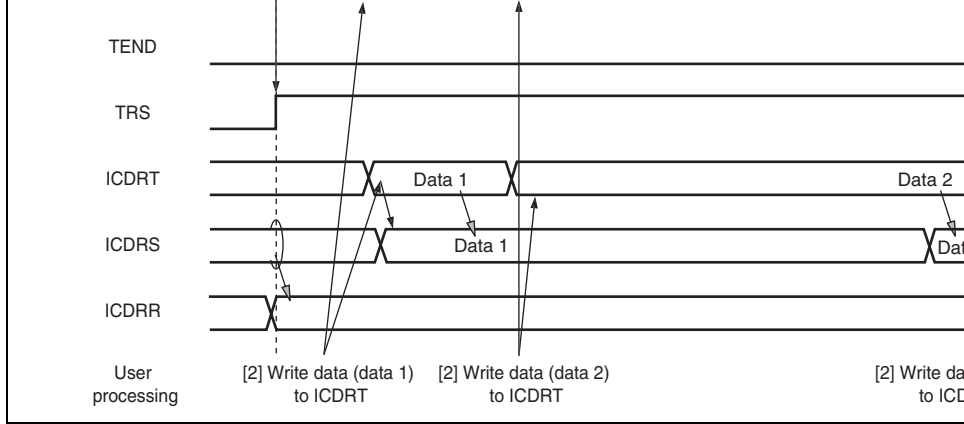 TEND
TRS
ICDRT Data 1 Data 2
ICDRS Data 1
ICDRR
User [2] Write data (data 1) [2] Write data (data 2) [2] Write
processing to ICDRT to ICDRT to